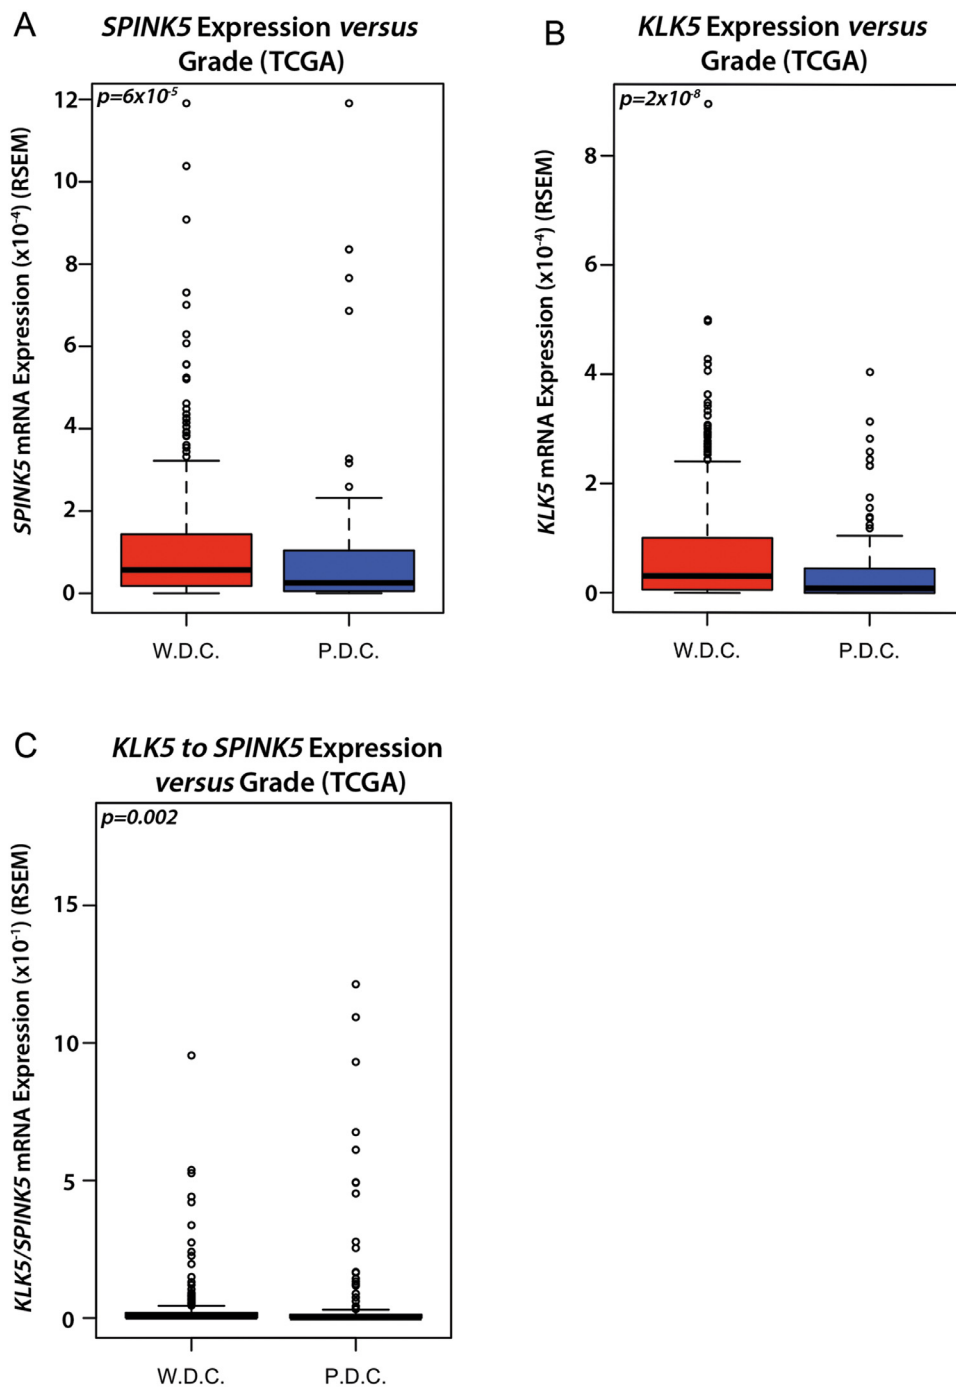 A
SPINK5 Expression versus
Grade (TCGA)
p=6x10⁻⁵
SPINK5 mRNA Expression (x10⁻⁴) (RSEM)
12
10
8
6
4
2
0
W.D.C.
P.D.C.
B
KLK5 Expression versus
Grade (TCGA)
p=2x10⁻⁸
KLK5 mRNA Expression (x10⁻⁴) (RSEM)
8
6
4
2
0
W.D.C.
P.D.C.
C
KLK5 to SPINK5 Expression
versus Grade (TCGA)
p=0.002
KLK5/SPINK5 mRNA Expression (x10⁻¹) (RSEM)
15
10
5
0
W.D.C.
P.D.C.